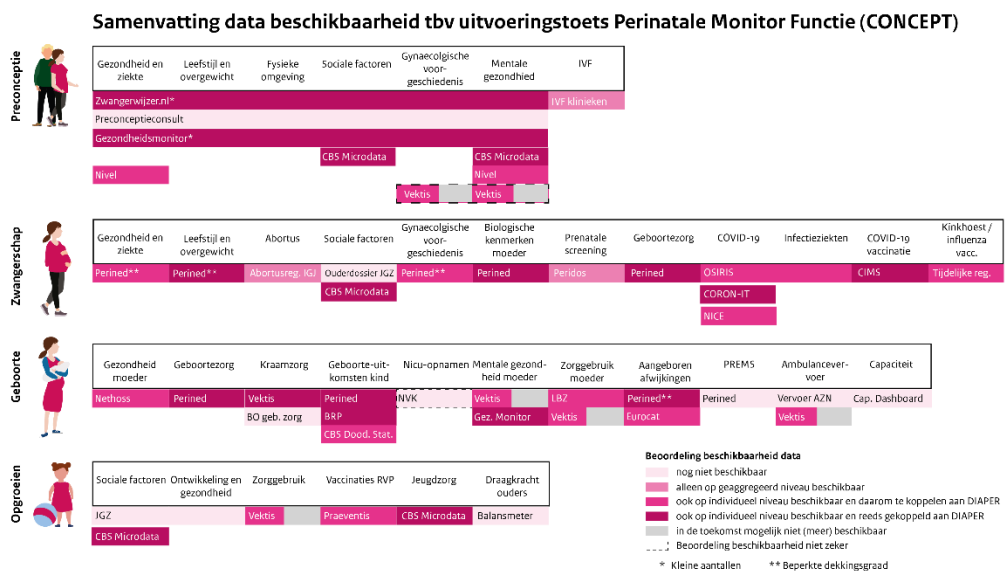 Samenvatting data beschikbaarheid tbv uitvoeringstoets Perinatale Monitor Functie (CONCEPT)
Preconceptie
Gezondheid en ziekte
Leefstijl en overgewicht
Fysieke omgeving
Sociale factoren
Gynaecolgische voor-geschiedenis
Mentale gezondhied
IVF
Zwangerwijzer.nl*
IVF klinieken
Preconceptieconsult
Gezondheidsmonitor*
CBS Microdata
CBS Microdata
Nivel
Nivel
Vektis
Vektis
Zwangerschap
Gezondheid en ziekte
Leefstijl en overgewicht
Abortus
Sociale factoren
Gynaecolgische voor-geschiedenis
Biologische kenmerken moeder
Prenatale screening
Geboortezorg
COVID-19
Infectieziekten
COVID-19 vaccinatie
Kinkhoest / influenza vacc.
Perined**
Perined**
Abortusreg. IGJ
Ouderdossier JGZ
Perined**
Perined
Peridos
Perined
OSIRIS
CIMS
Tijdelijke reg.
CBS Microdata
CORON-IT
NICE
Geboorte
Gezondheid moeder
Geboortezorg
Kraamzorg
Geboorte-uit-komsten kind
Nicu-opnamen
Mentale gezond-heid moeder
Zorggebruik moeder
Aangeboren afwijkingen
PREMS
Ambulancever-voer
Capaciteit
Nethoss
Perined
Vektis
Perined
NVK
Vektis
LBZ
Perined**
Perined
Vervoer AZN
Cap. Dashboard
BO geb. zorg
BRP
Gez. Monitor
Vektis
Eurocat
Vektis
CBS Dood. Stat.
Opgroeien
Sociale factoren
Ontwikkeling en gezondheid
Zorggebruik
Vaccinaties RVP
Jeugdzorg
Draagkracht ouders
JGZ
Vektis
Praeventis
CBS Microdata
Balansmeter
CBS Microdata
Beoordeling beschikbaarheid data
nog niet beschikbaar
alleen op geaggregeerd niveau beschikbaar
ook op individueel niveau beschikbaar en daarom te koppelen aan DIAPER
ook op individueel niveau beschikbaar en reeds gekoppeld aan DIAPER
in de toekomst mogelijk niet (meer) beschikbaar
Beoordeling beschikbaarheid niet zeker
* Kleine aantallen
** Beperkte dekkingsgraad